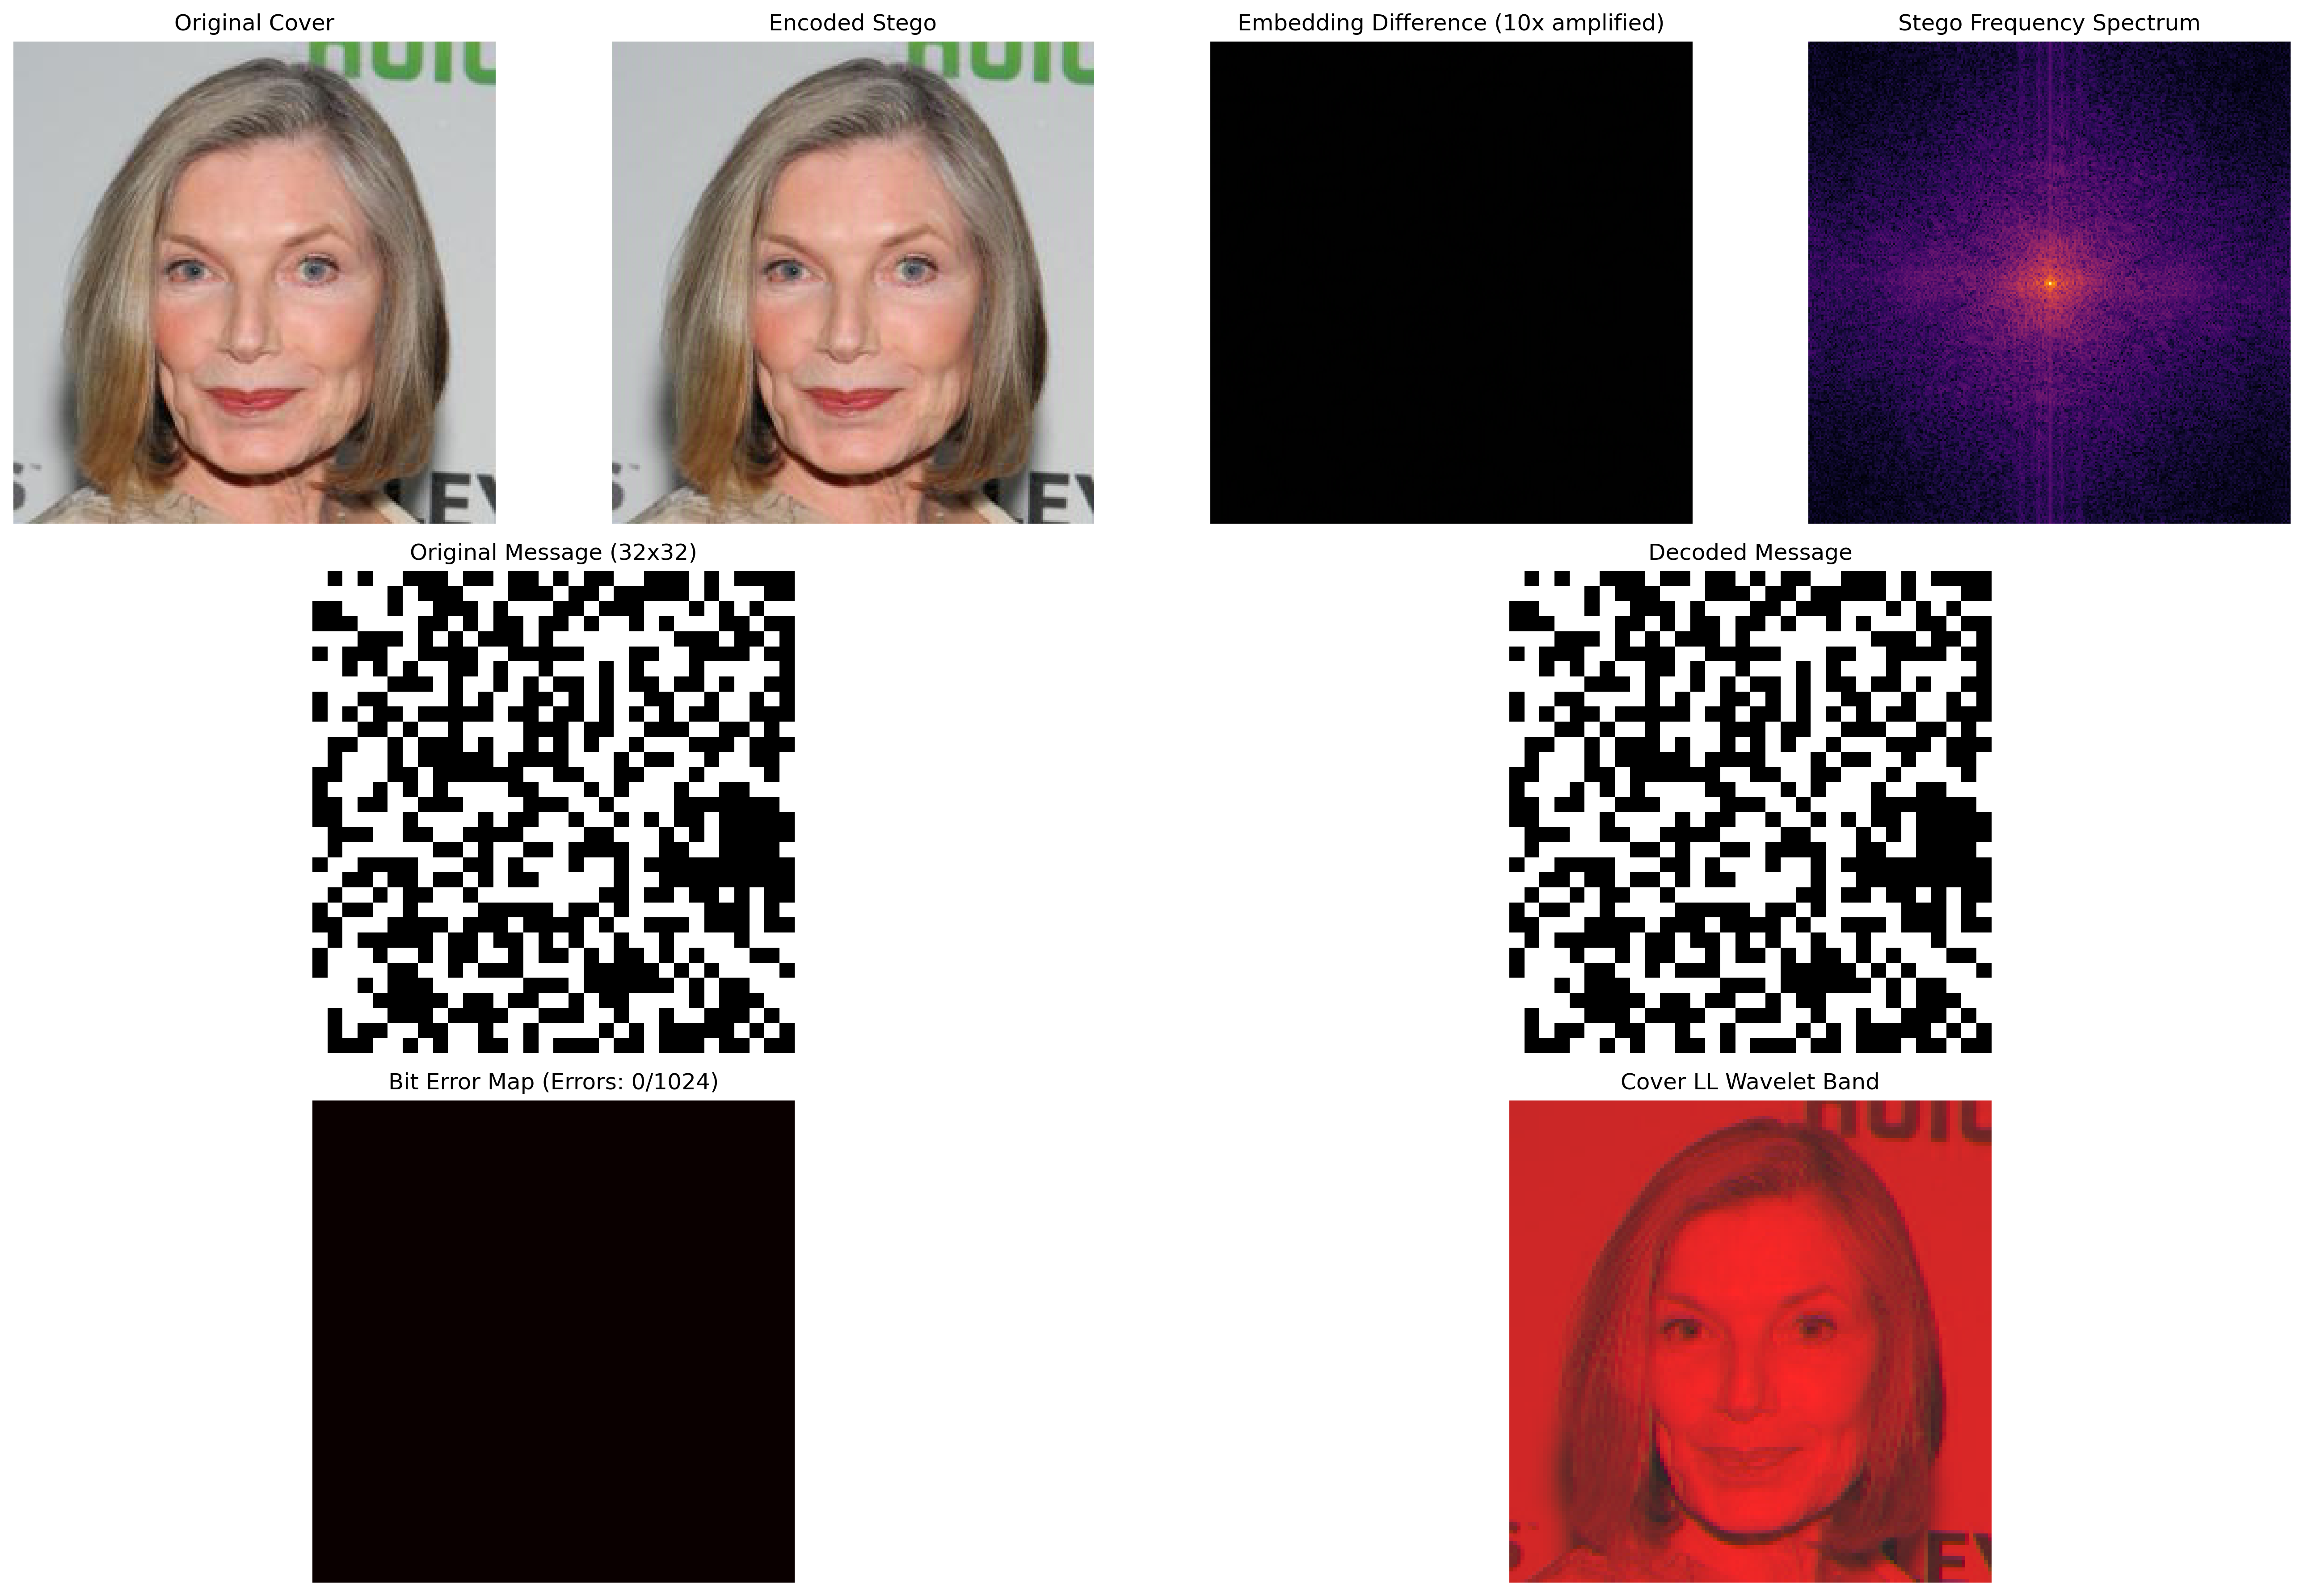 Original Cover
Encoded Stego
Embedding Difference (10x amplified)
Stego Frequency Spectrum
Original Message (32x32)
Decoded Message
Bit Error Map (Errors: 0/1024)
Cover LL Wavelet Band